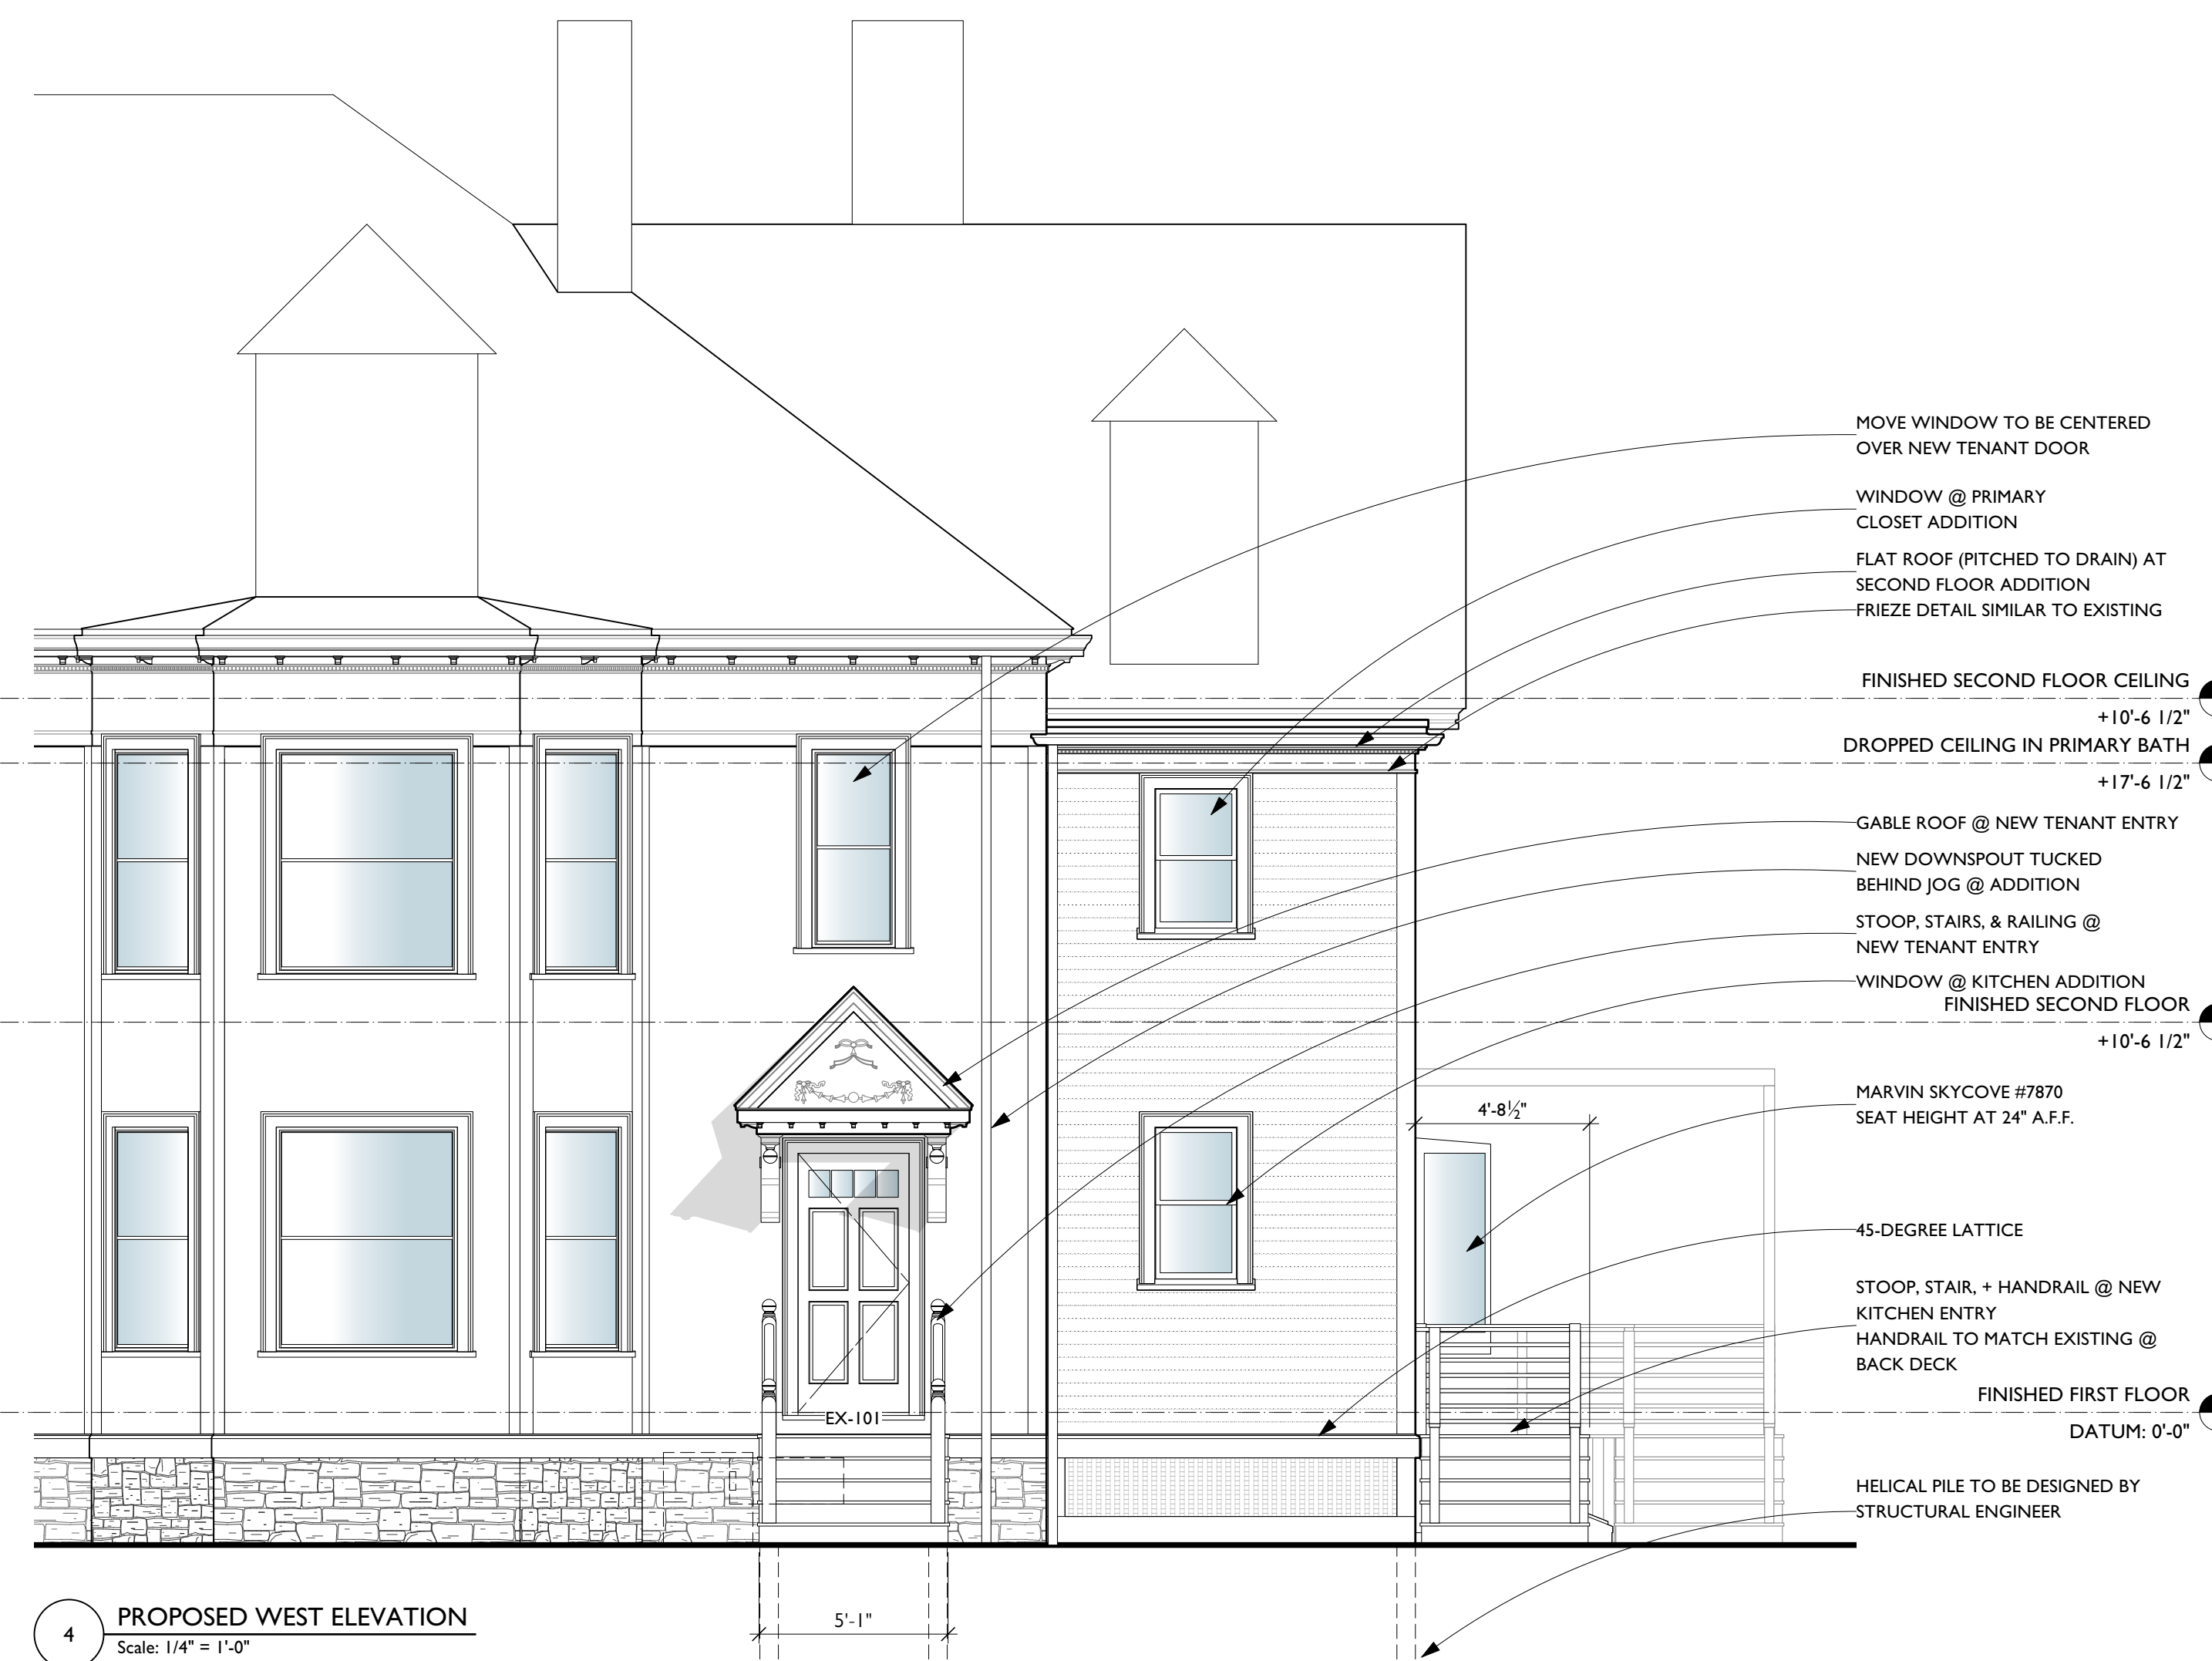 MOVE WINDOW TO BE CENTERED
OVER NEW TENANT DOOR
WINDOW @ PRIMARY
CLOSET ADDITION
FLAT ROOF (PITCHED TO DRAIN) AT
SECOND FLOOR ADDITION
FRIEZE DETAIL SIMILAR TO EXISTING
FINISHED SECOND FLOOR CEILING
+10'-6 1/2"
DROPPED CEILING IN PRIMARY BATH
+17'-6 1/2"
GABLE ROOF @ NEW TENANT ENTRY
NEW DOWNSPOUT TUCKED
BEHIND JOG @ ADDITION
STOOP, STAIRS, & RAILING @
NEW TENANT ENTRY
WINDOW @ KITCHEN ADDITION
FINISHED SECOND FLOOR
+10'-6 1/2"
MARVIN SKYCOVE #7870
SEAT HEIGHT AT 24" A.F.F.
4'-8½"
45-DEGREE LATTICE
STOOP, STAIR, + HANDRAIL @ NEW
KITCHEN ENTRY
HANDRAIL TO MATCH EXISTING @
BACK DECK
FINISHED FIRST FLOOR
DATUM: 0'-0"
EX-101
HELICAL PILE TO BE DESIGNED BY
STRUCTURAL ENGINEER
5'-1"
4
PROPOSED WEST ELEVATION
Scale: 1/4" = 1'-0"